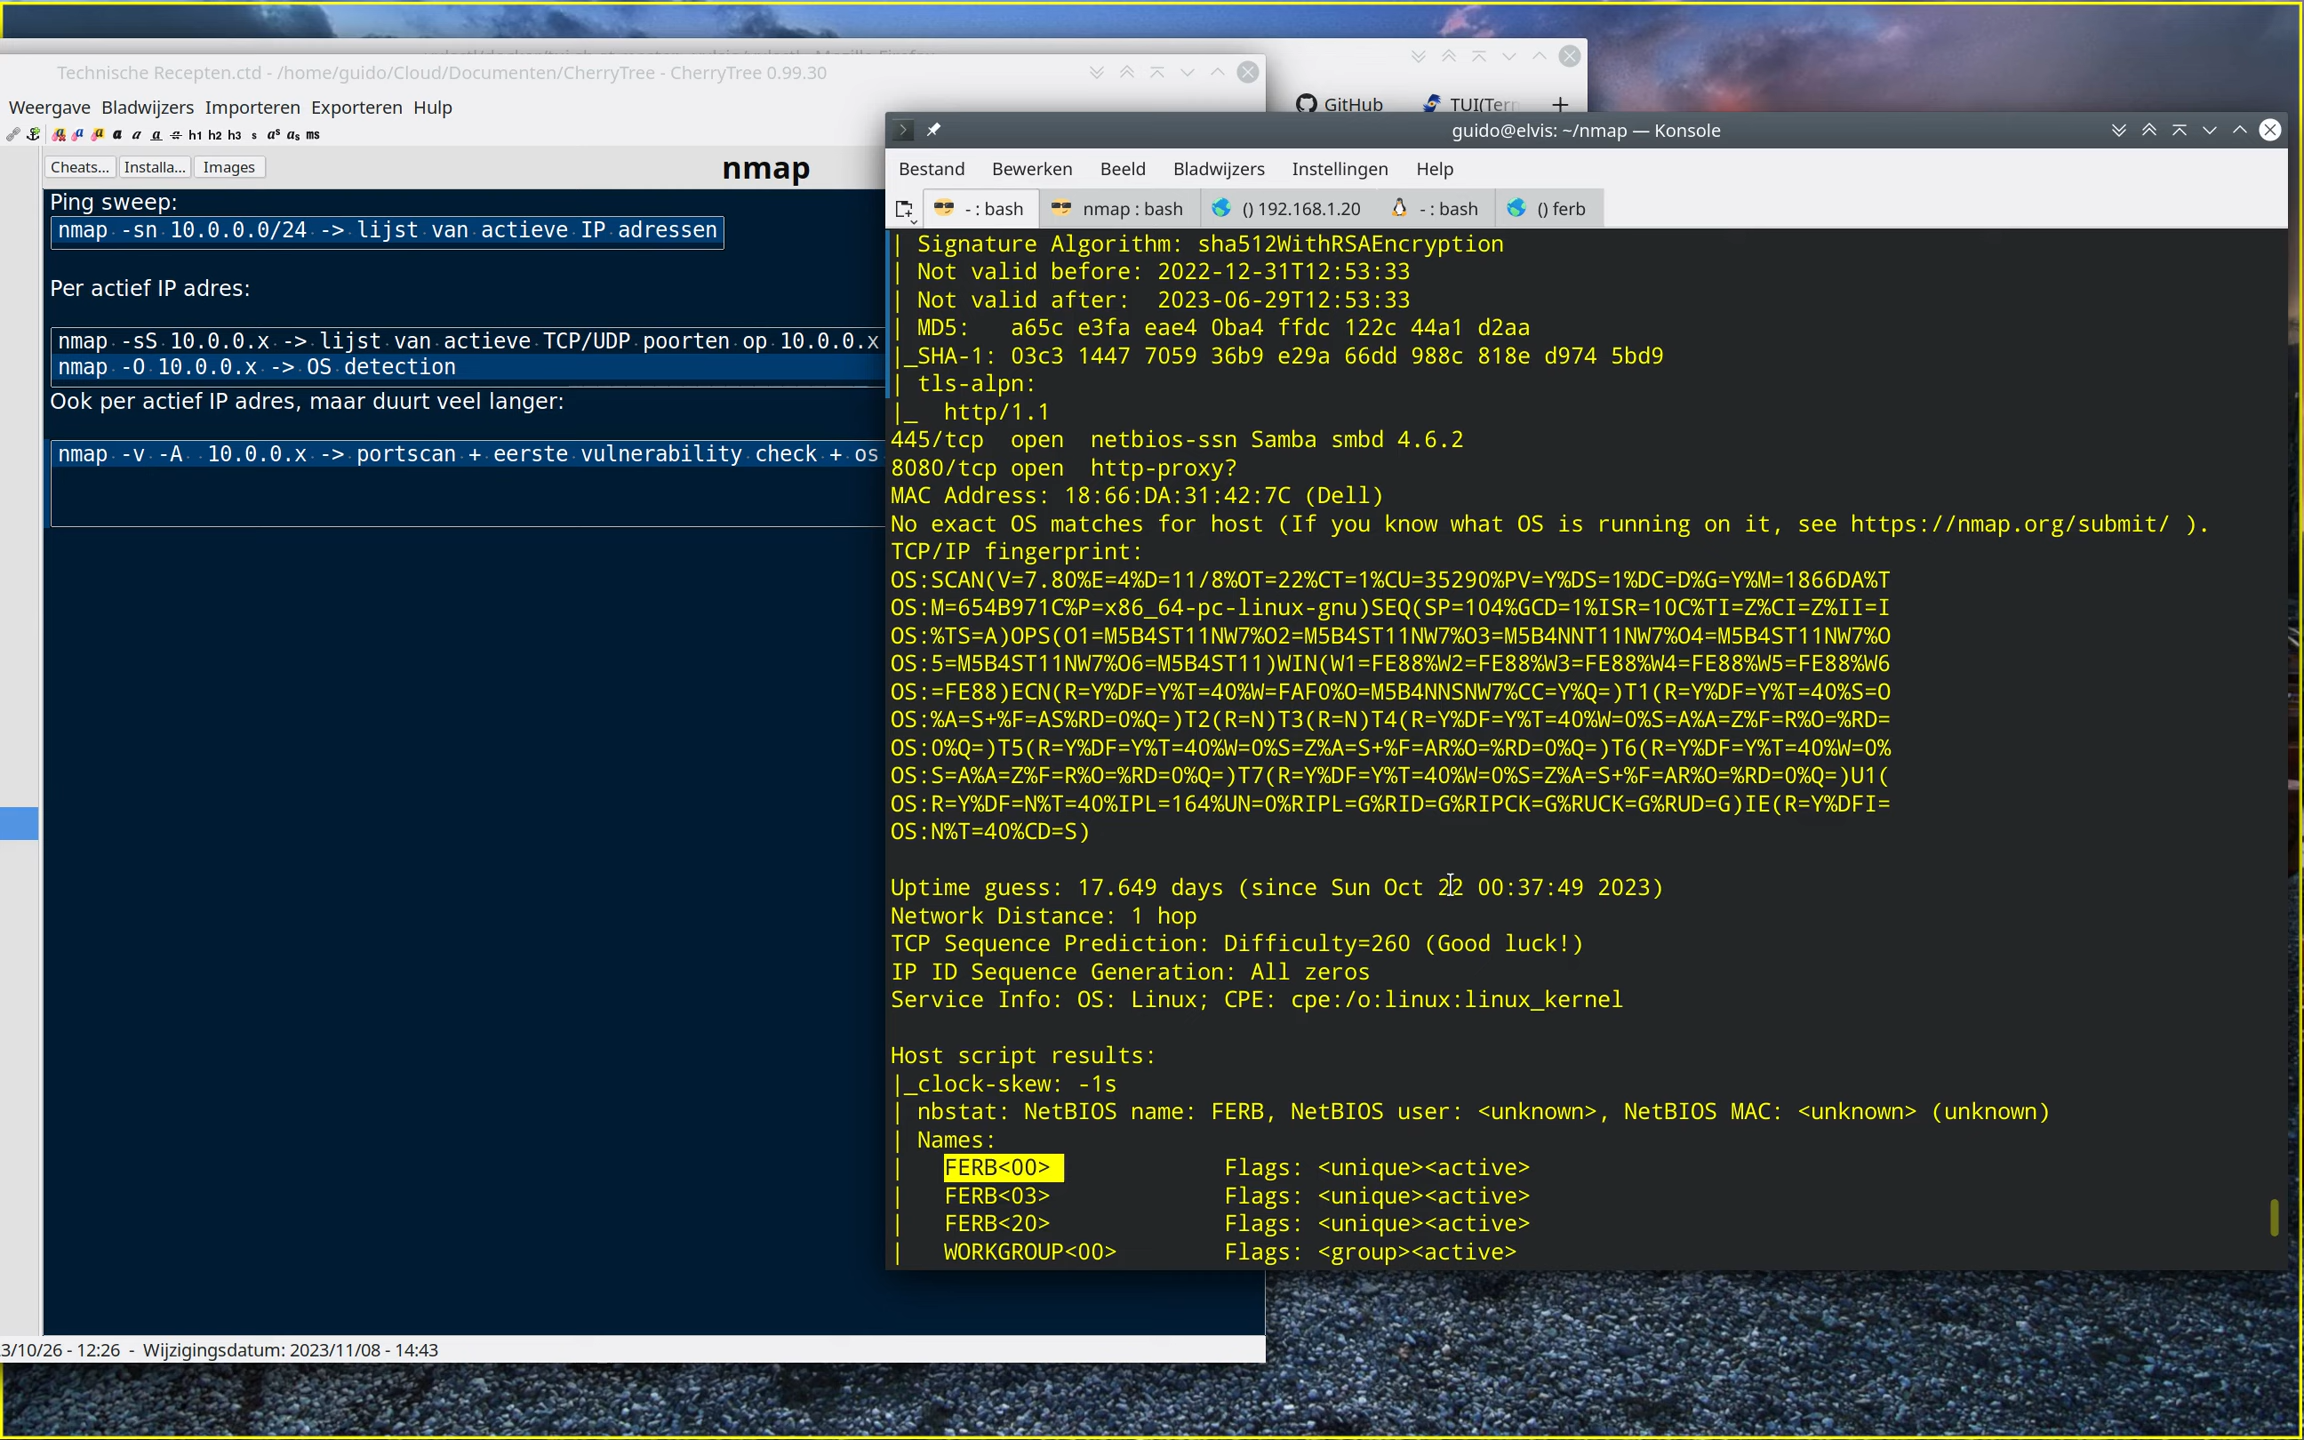 Technische Recepten.ctd - /home/guido/Cloud/Documenten/CherryTree - CherryTree 0.99.30
Weergave Bladwijzers Importeren Exporteren Hulp
h1 h2 h3 s ms
Cheats... Installa... Images
nmap
Ping sweep:
nmap -sn 10.0.0.0/24 -> lijst van actieve IP adressen
Per actief IP adres:
nmap -sS 10.0.0.x -> lijst van actieve TCP/UDP poorten op 10.0.0.x
nmap -O 10.0.0.x -> OS detection
Ook per actief IP adres, maar duurt veel langer:
nmap -v -A  10.0.0.x -> portscan + eerste vulnerability check + os
3/10/26 - 12:26  -  Wijzigingsdatum: 2023/11/08 - 14:43
GitHub
guido@elvis: ~/nmap — Konsole
Bestand Bewerken Beeld Bladwijzers Instellingen Help
- : bash nmap : bash () 192.168.1.20 - : bash () ferb
| Signature Algorithm: sha512WithRSAEncryption
| Not valid before: 2022-12-31T12:53:33
| Not valid after:  2023-06-29T12:53:33
| MD5:   a65c e3fa eae4 0ba4 ffdc 122c 44a1 d2aa
|_SHA-1: 03c3 1447 7059 36b9 e29a 66dd 988c 818e d974 5bd9
| tls-alpn:
|_  http/1.1
445/tcp  open  netbios-ssn Samba smbd 4.6.2
8080/tcp open  http-proxy?
MAC Address: 18:66:DA:31:42:7C (Dell)
No exact OS matches for host (If you know what OS is running on it, see https://nmap.org/submit/ ).
TCP/IP fingerprint:
OS:SCAN(V=7.80%E=4%D=11/8%OT=22%CT=1%CU=35290%PV=Y%DS=1%DC=D%G=Y%M=1866DA%T
OS:M=654B971C%P=x86_64-pc-linux-gnu)SEQ(SP=104%GCD=1%ISR=10C%TI=Z%CI=Z%II=I
OS:%TS=A)OPS(O1=M5B4ST11NW7%O2=M5B4ST11NW7%O3=M5B4NNT11NW7%O4=M5B4ST11NW7%O
OS:5=M5B4ST11NW7%O6=M5B4ST11)WIN(W1=FE88%W2=FE88%W3=FE88%W4=FE88%W5=FE88%W6
OS:=FE88)ECN(R=Y%DF=Y%T=40%W=FAF0%O=M5B4NNSNW7%CC=Y%Q=)T1(R=Y%DF=Y%T=40%S=O
OS:%A=S+%F=AS%RD=0%Q=)T2(R=N)T3(R=N)T4(R=Y%DF=Y%T=40%W=0%S=A%A=Z%F=R%O=%RD=
OS:0%Q=)T5(R=Y%DF=Y%T=40%W=0%S=Z%A=S+%F=AR%O=%RD=0%Q=)T6(R=Y%DF=Y%T=40%W=0%
OS:S=A%A=Z%F=R%O=%RD=0%Q=)T7(R=Y%DF=Y%T=40%W=0%S=Z%A=S+%F=AR%O=%RD=0%Q=)U1(
OS:R=Y%DF=N%T=40%IPL=164%UN=0%RIPL=G%RID=G%RIPCK=G%RUCK=G%RUD=G)IE(R=Y%DFI=
OS:N%T=40%CD=S)
Uptime guess: 17.649 days (since Sun Oct 22 00:37:49 2023)
Network Distance: 1 hop
TCP Sequence Prediction: Difficulty=260 (Good luck!)
IP ID Sequence Generation: All zeros
Service Info: OS: Linux; CPE: cpe:/o:linux:linux_kernel
Host script results:
|_clock-skew: -1s
| nbstat: NetBIOS name: FERB, NetBIOS user: <unknown>, NetBIOS MAC: <unknown> (unknown)
| Names:
|   FERB<00>             Flags: <unique><active>
|   FERB<03>             Flags: <unique><active>
|   FERB<20>             Flags: <unique><active>
|   WORKGROUP<00>        Flags: <group><active>